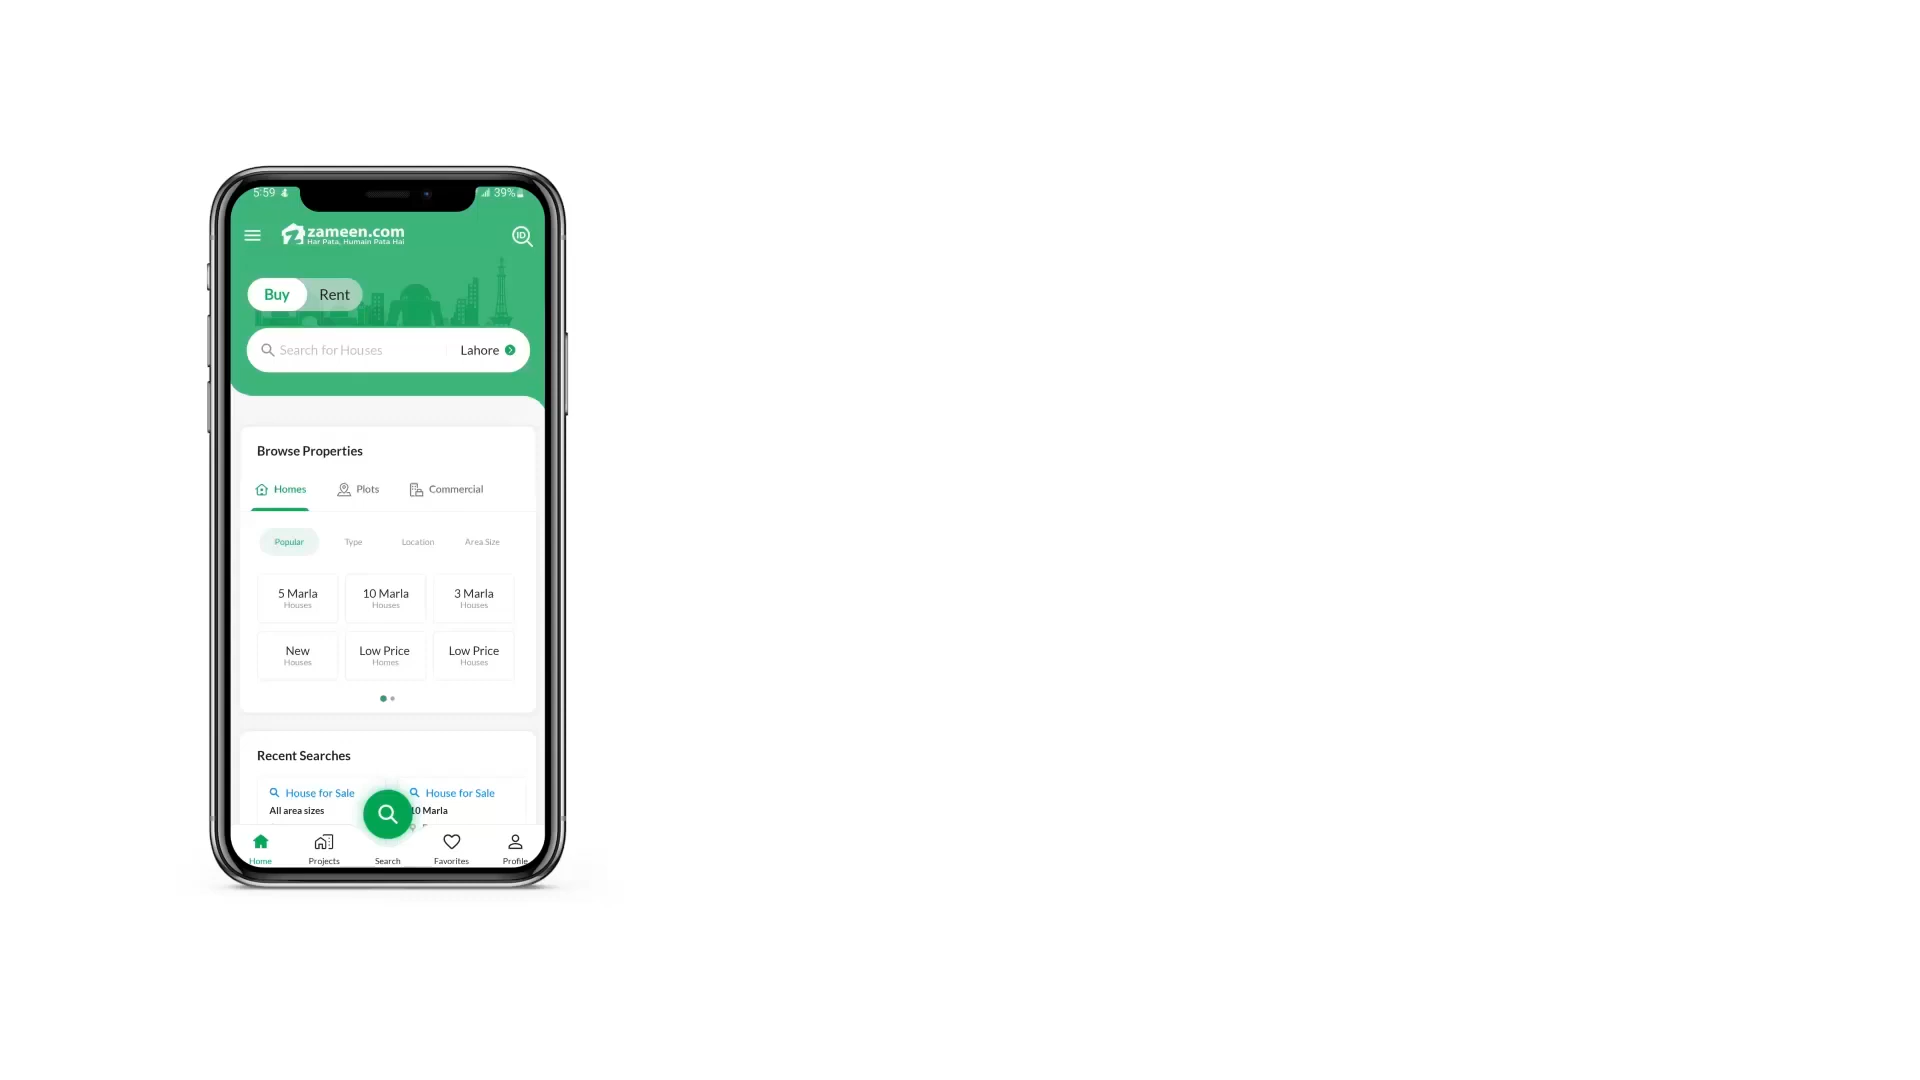 5:59
39%
zameen.com
Har Pata, Humain Pata Hai
ID
Buy Rent
Search for Houses Lahore
Browse Properties
Homes Plots Commercial
Popular Type Location Area Size
5 Marla 10 Marla 3 Marla
Houses Houses Houses
New Low Price Low Price
Houses Homes Houses
Recent Searches
House for Sale House for Sale
All area sizes 10 Marla
Home Projects Search Favorites Profile